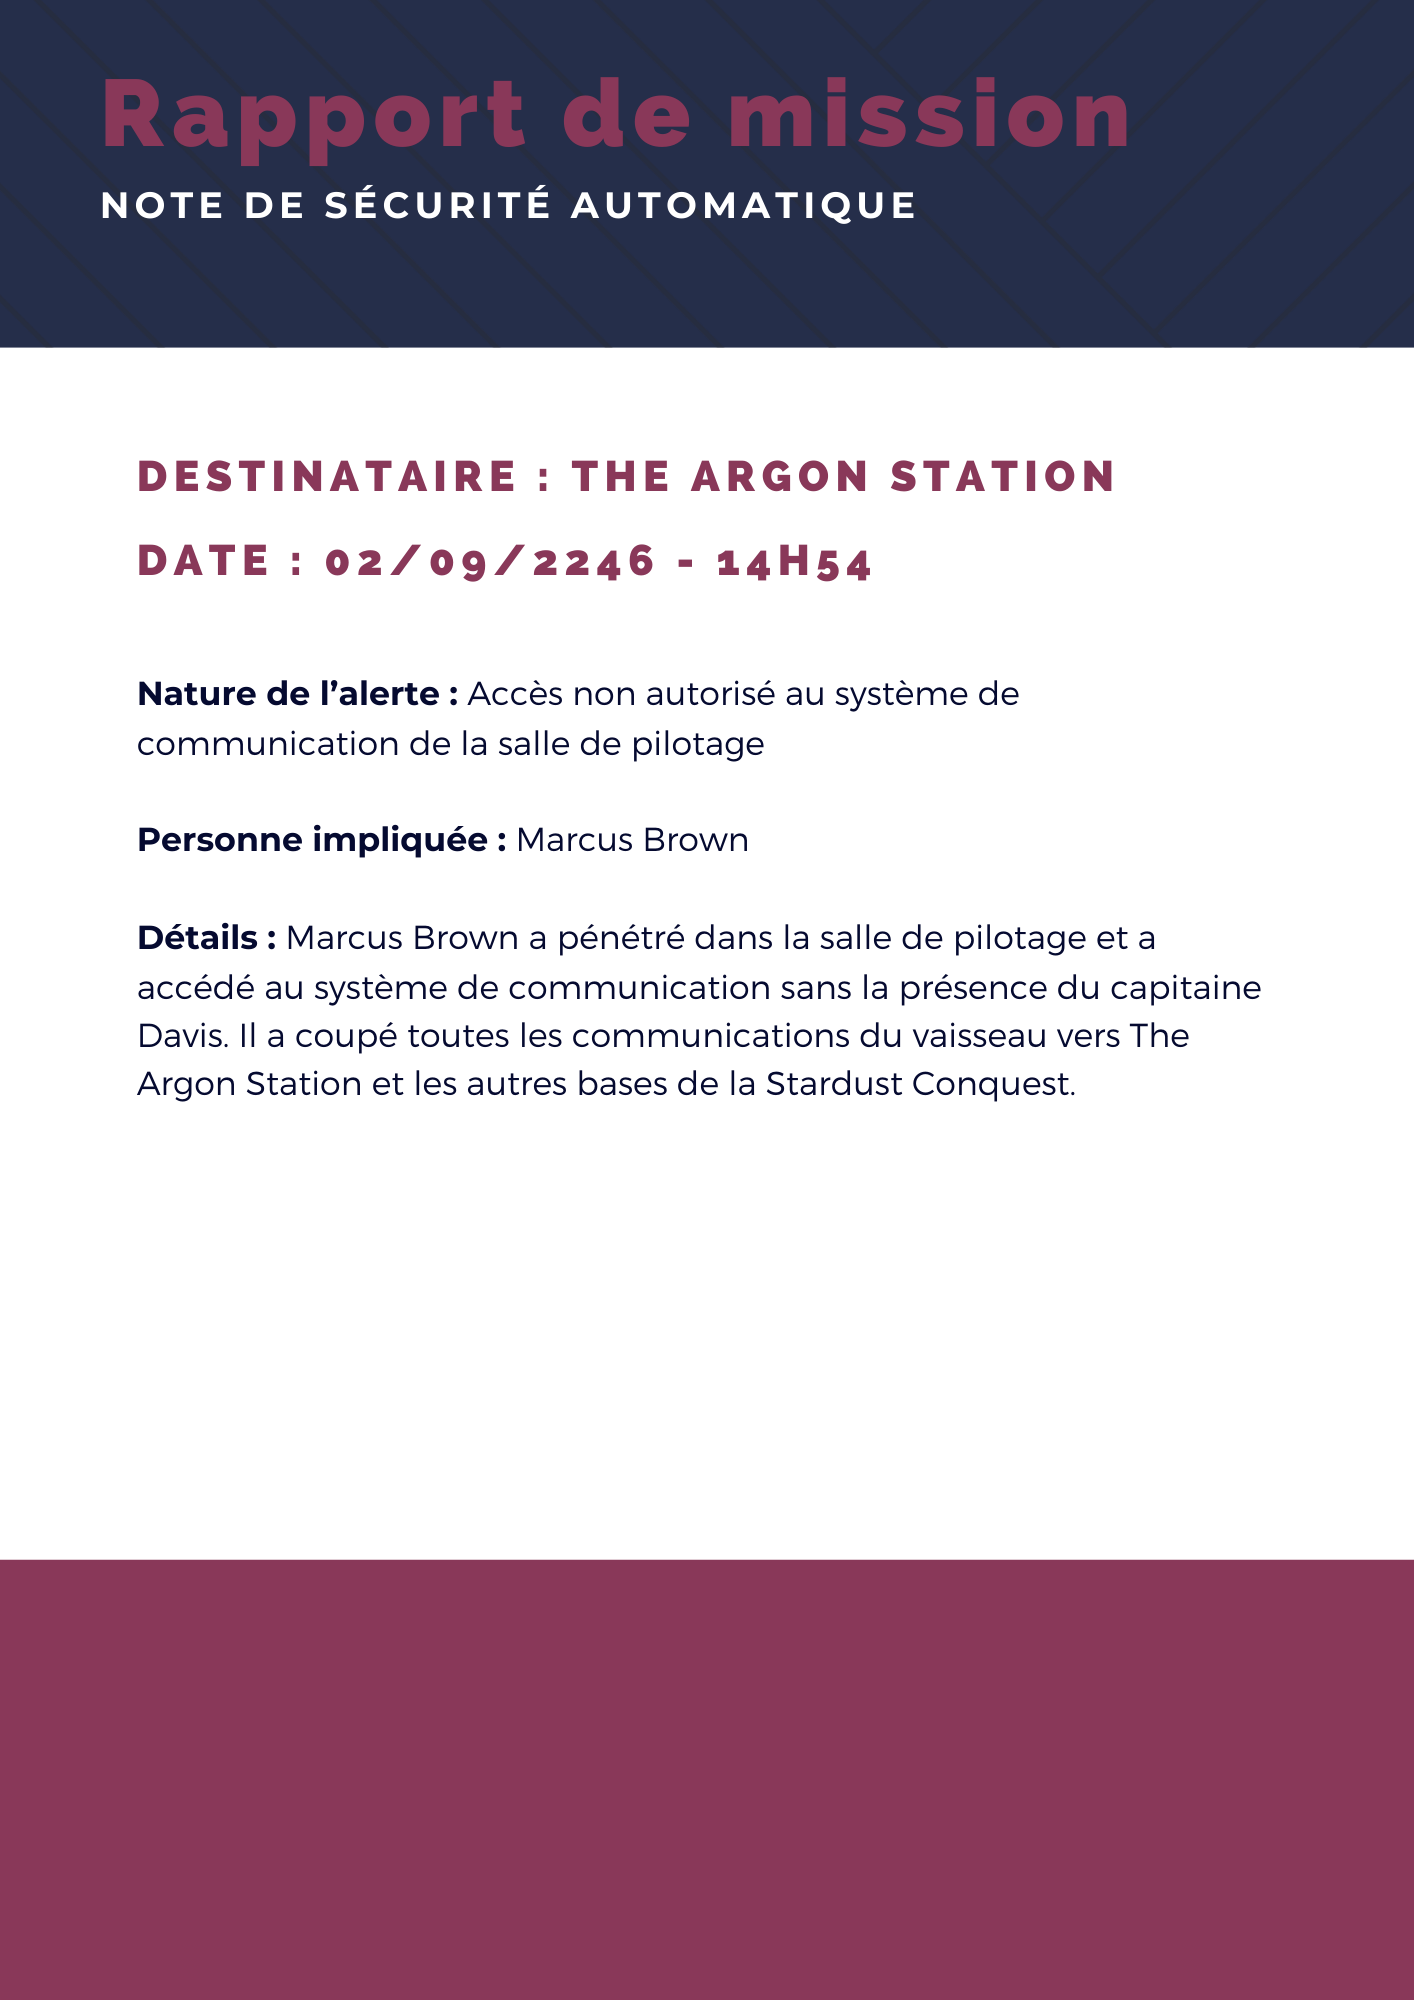 Rapport de mission
NOTE DE SÉCURITÉ AUTOMATIQUE
DESTINATAIRE : THE ARGON STATION
DATE : 02/09/2246 - 14H54
Nature de l’alerte : Accès non autorisé au système de
communication de la salle de pilotage
Personne impliquée : Marcus Brown
Détails : Marcus Brown a pénétré dans la salle de pilotage et a
accédé au système de communication sans la présence du capitaine
Davis. Il a coupé toutes les communications du vaisseau vers The
Argon Station et les autres bases de la Stardust Conquest.